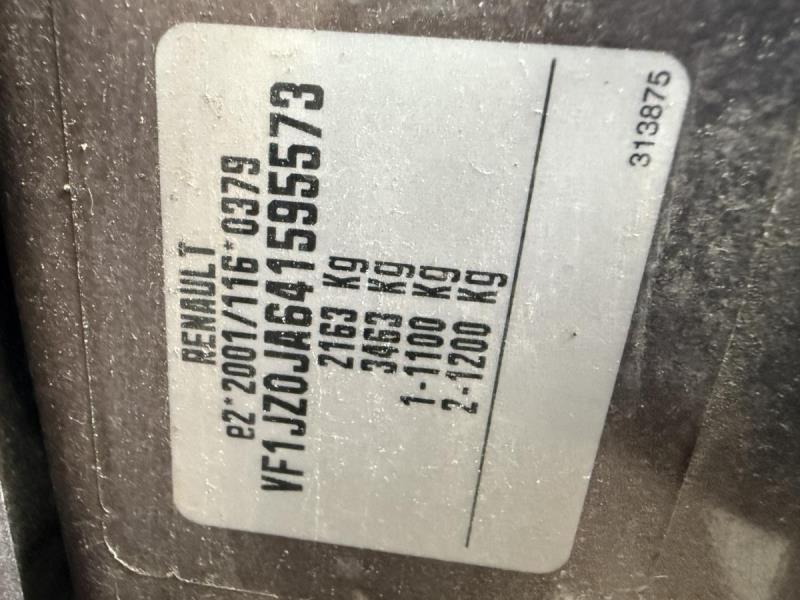 RENAULT
e2*2001/116*0379
VF1JZ0JA641595573
2163 Kg
3463 Kg
1-1100 Kg
2-1200 Kg
313875